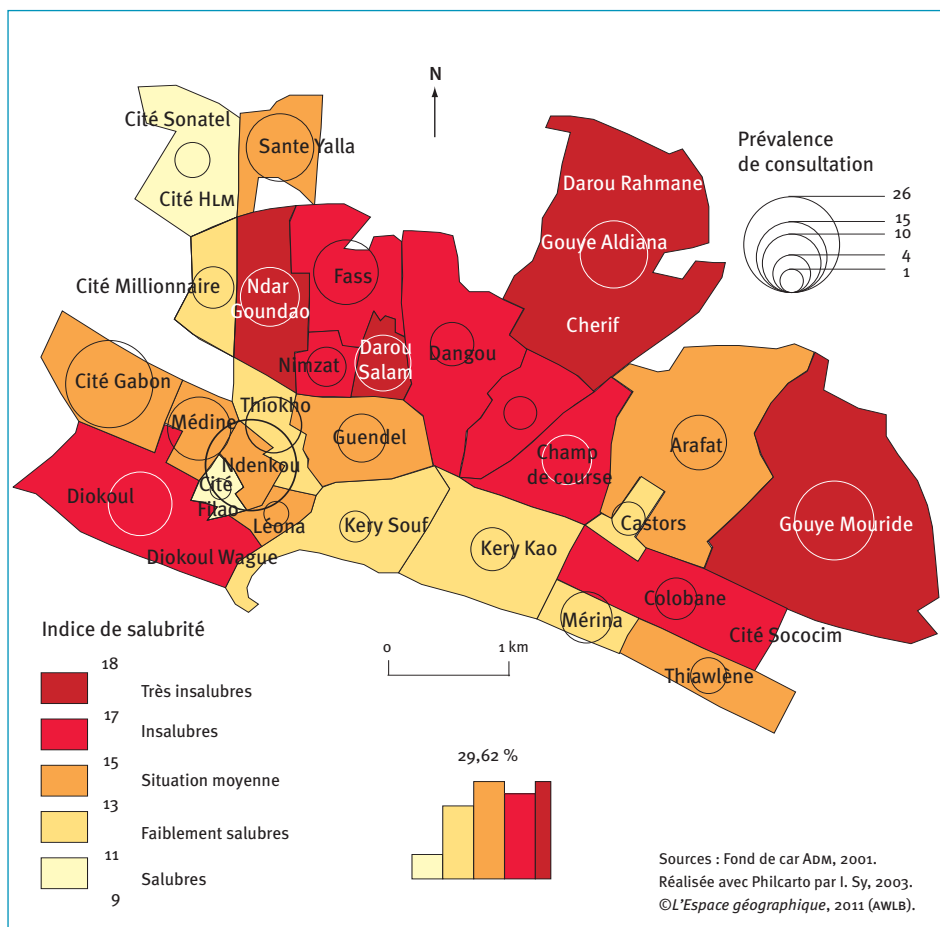 N
Cité Sonatel
Sante Yalla
Cité HLM
Prévalence
de consultation
26
15
10
4
1
Darou Rahmane
Gouye Aldiana
Cherif
Cité Millionnaire
Ndar
Goundao
Fass
Nimzat
Darou
Salam
Dangou
Cité Gabon
Médine
Thiokho
Guendel
Ndenkou
Champ
de course
Arafat
Diokoul
Cité
Filao
Léona
Kery Souf
Kery Kao
Castors
Gouye Mouride
Diokoul Wague
Colobane
Mérina
Cité Sococim
Thiawlène
Indice de salubrité
18
Très insalubres
17
Insalubres
15
Situation moyenne
13
Faiblement salubres
11
Salubres
9
0 1 km
29,62 %
Sources : Fond de car ADM, 2001.
Réalisée avec Philcarto par I. Sy, 2003.
©L'Espace géographique, 2011 (AWLB).